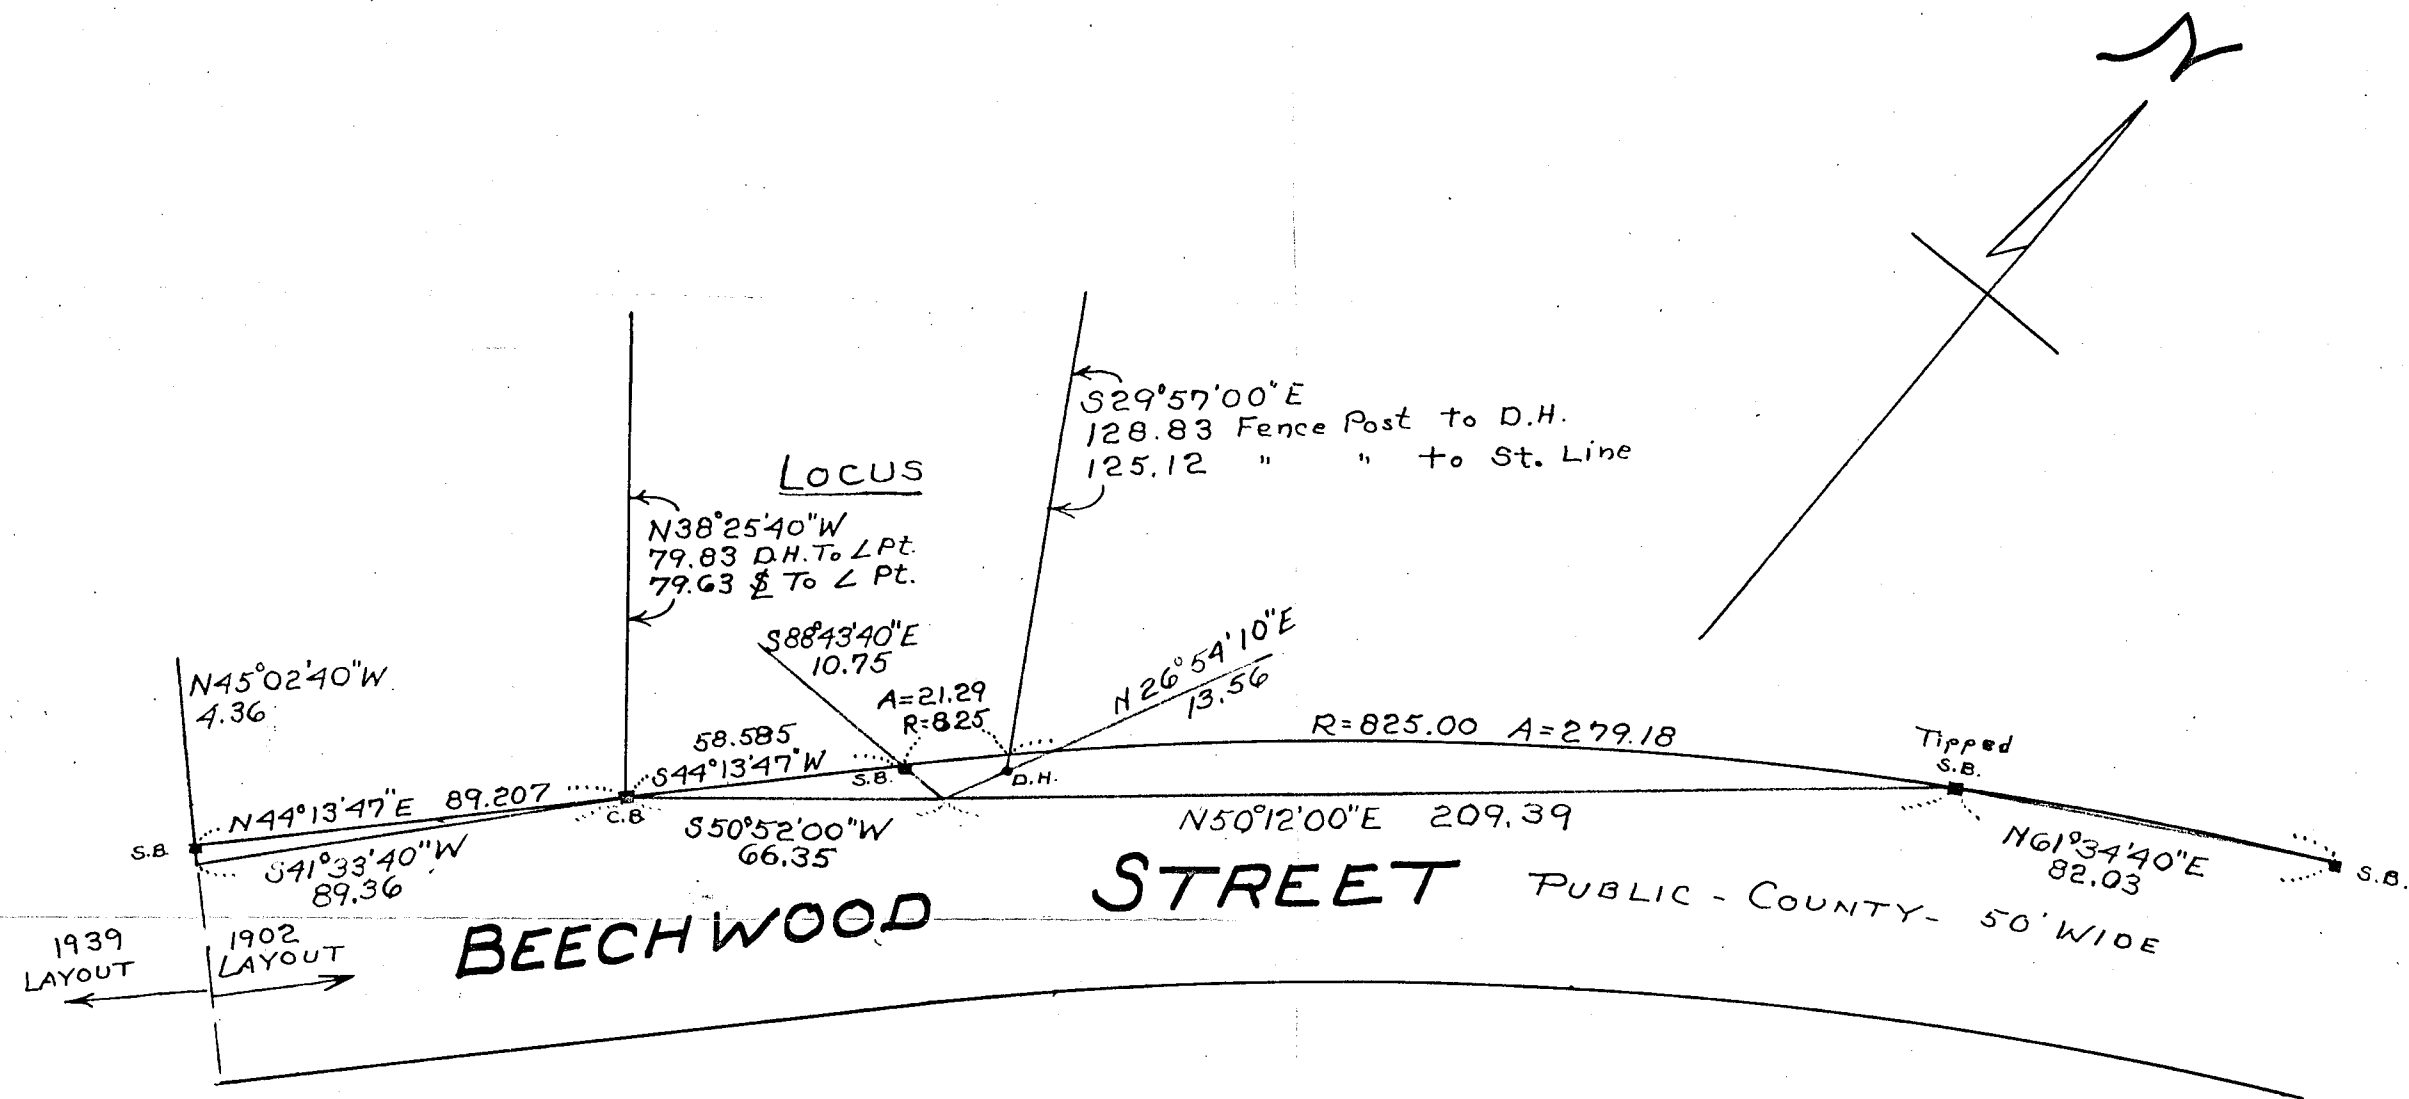 N
S29°57'00"E
128.83 Fence Post to D.H.
125.12 " " to St. Line
LOCUS
N38°25'40"W
79.83 D.H. To ∠ Pt.
79.63 To ∠ Pt.
S88°43'40"E
10.75
N26°54'10"E
13.56
N45°02'40"W
4.36
A=21.29
R=825
58.585
S44°13'47"W
R=825.00 A=279.18
Tipped
S.B.
S.B.
D.H.
N44°13'47"E 89.207
C.B
S.B.
S41°33'40"W
89.36
S50°52'00"W
66.35
N50°12'00"E 209.39
N61°34'40"E
82.03
S.B.
BEECHWOOD STREET PUBLIC - COUNTY - 50' WIDE
1939
LAYOUT
1902
LAYOUT